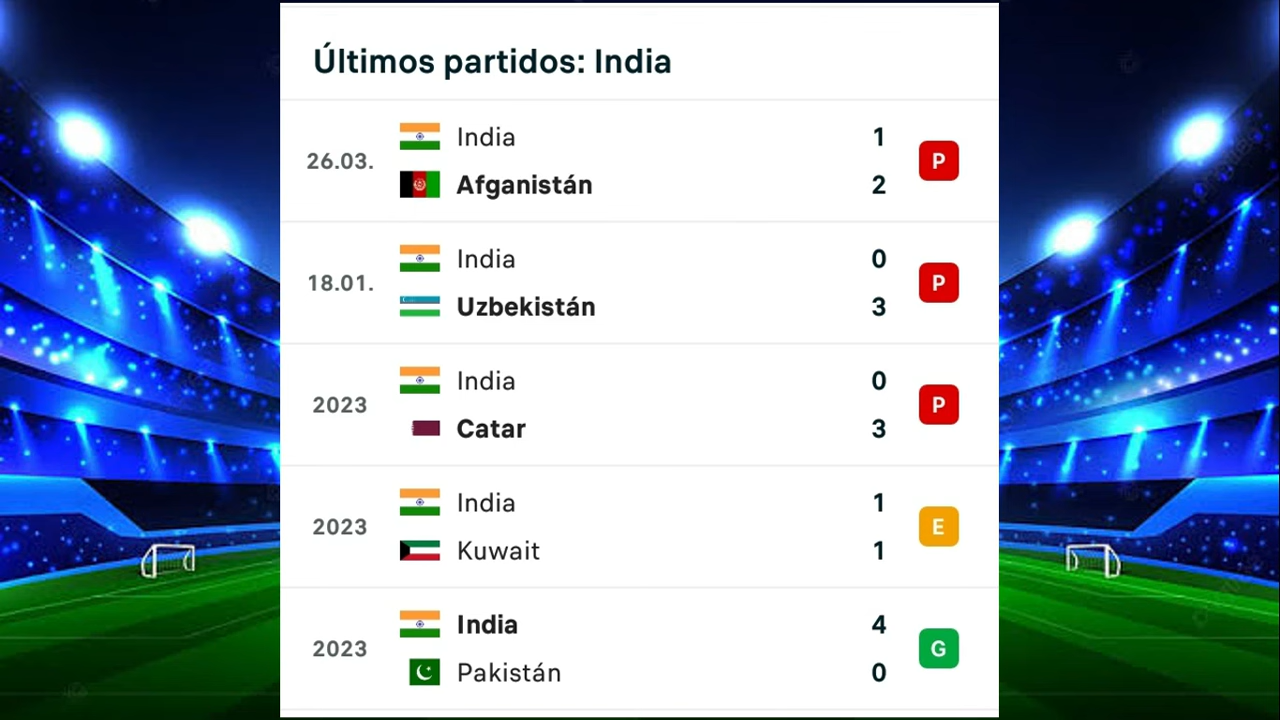 Últimos partidos: India
India 1
26.03. P
Afganistán 2
India 0
18.01. P
Uzbekistán 3
India 0
2023 P
Catar 3
India 1
2023 E
Kuwait 1
India 4
2023 G
Pakistán 0